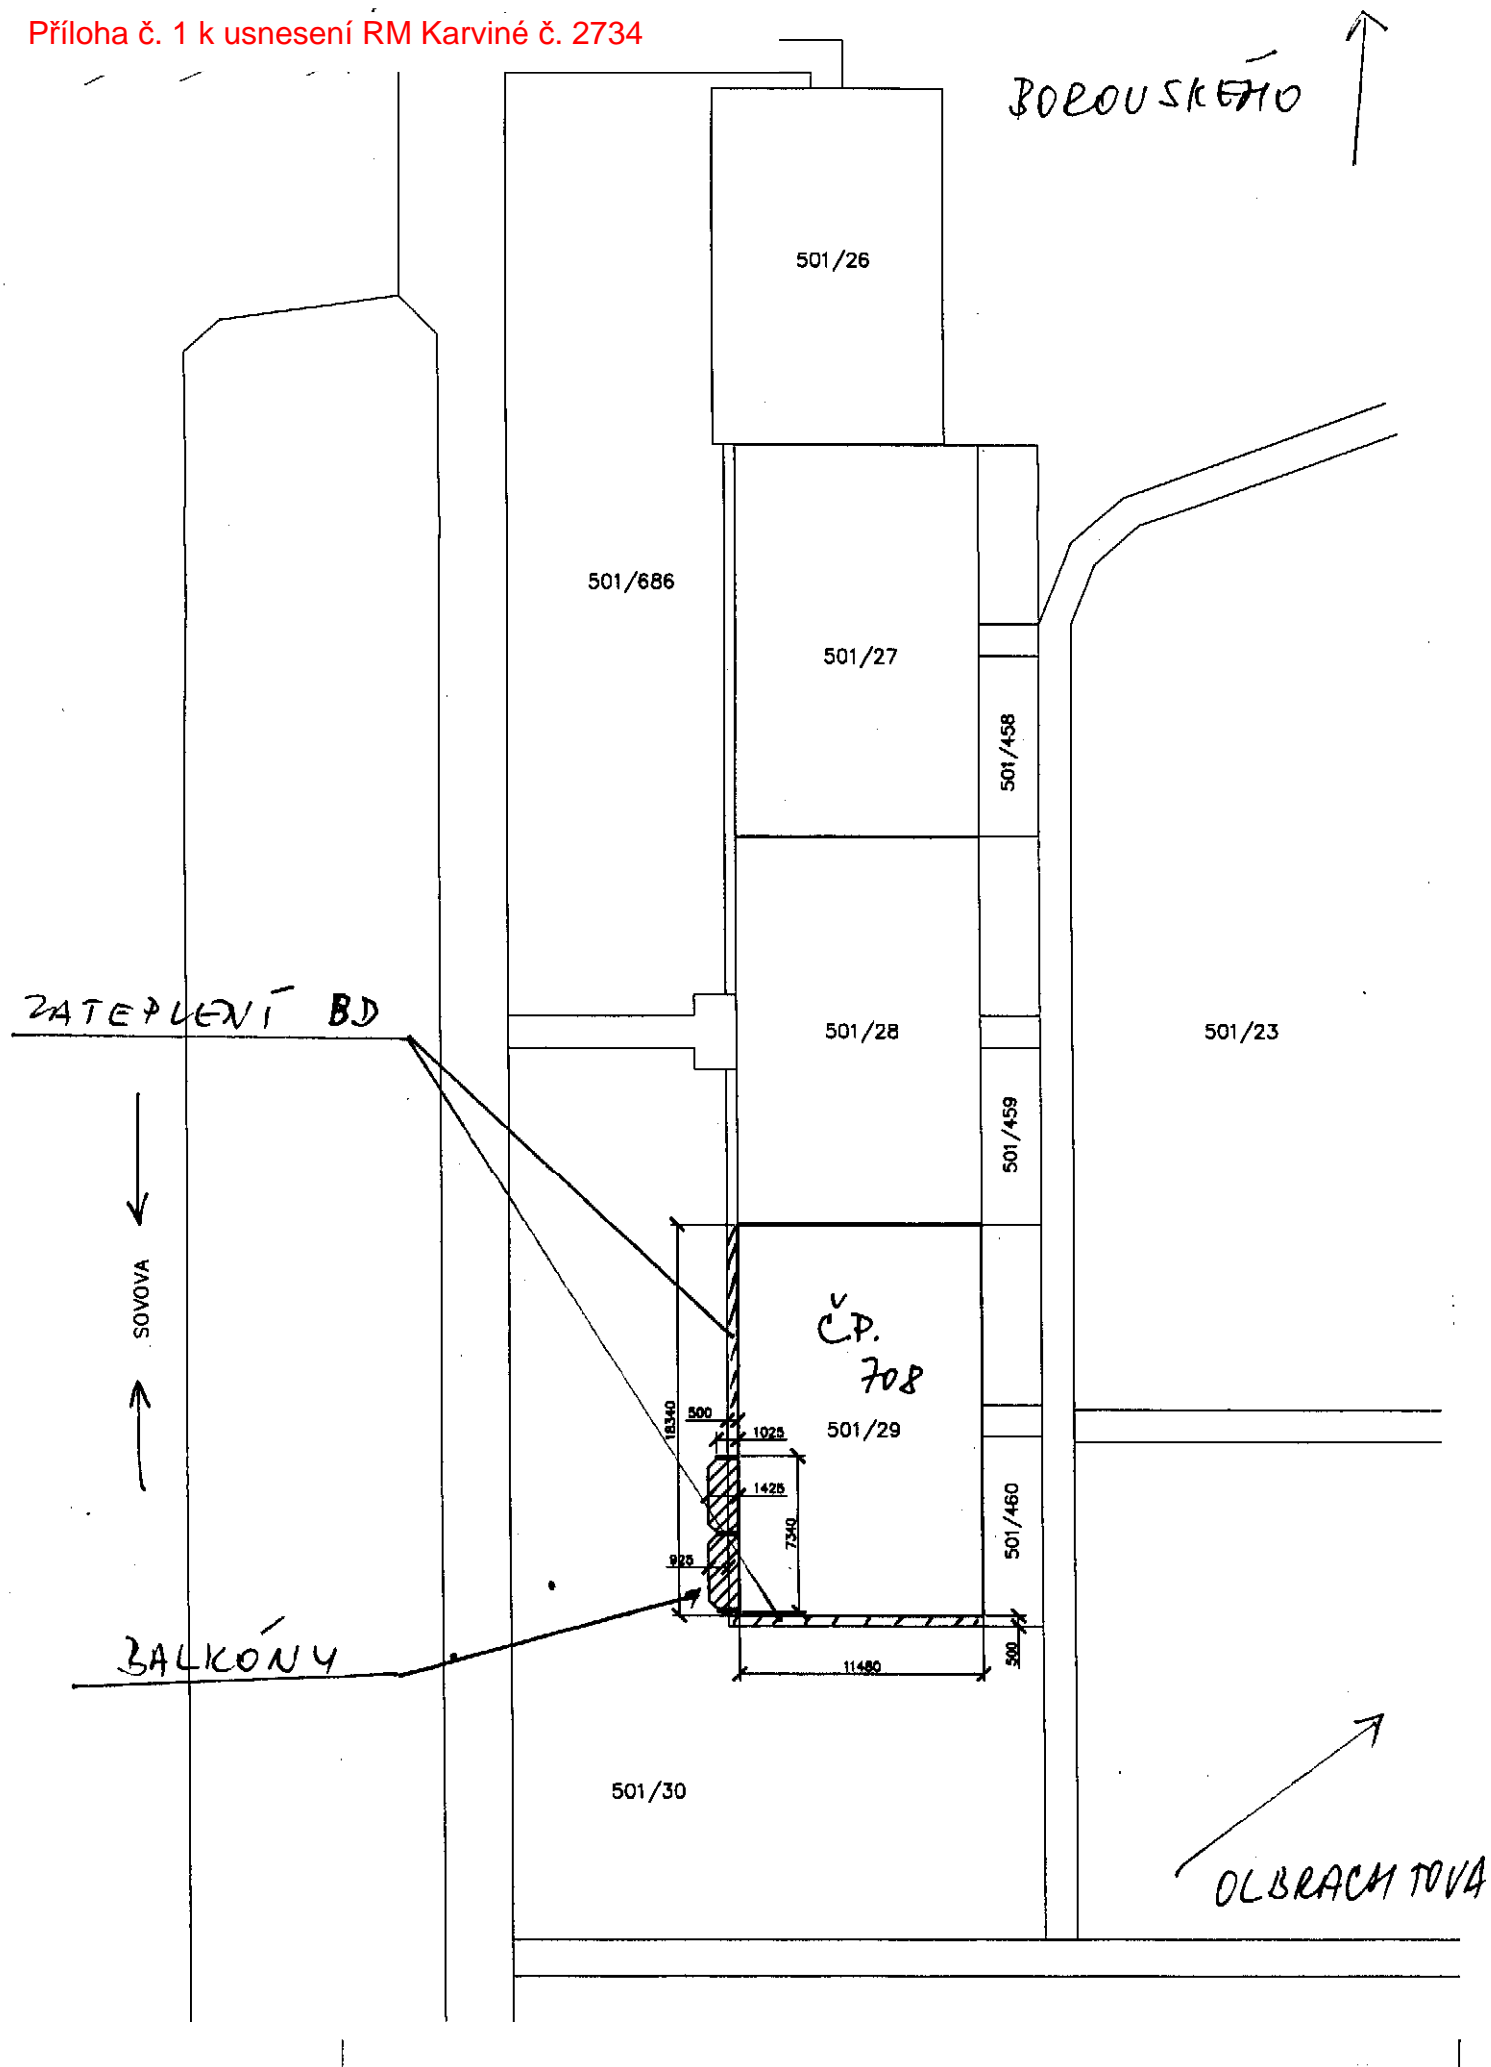 Příloha č. 1 k usnesení RM Karviné č. 2734
BOROVSKÉHO
501/26
501/686
501/27
501/458
ZATEPLENÍ BD
501/28
501/23
501/459
SOVOVA
Č.P.
708
18340
500
1025
501/29
1425
7340
501/460
925
BALKÓNY
11480
500
501/30
OLBRACHTOVA